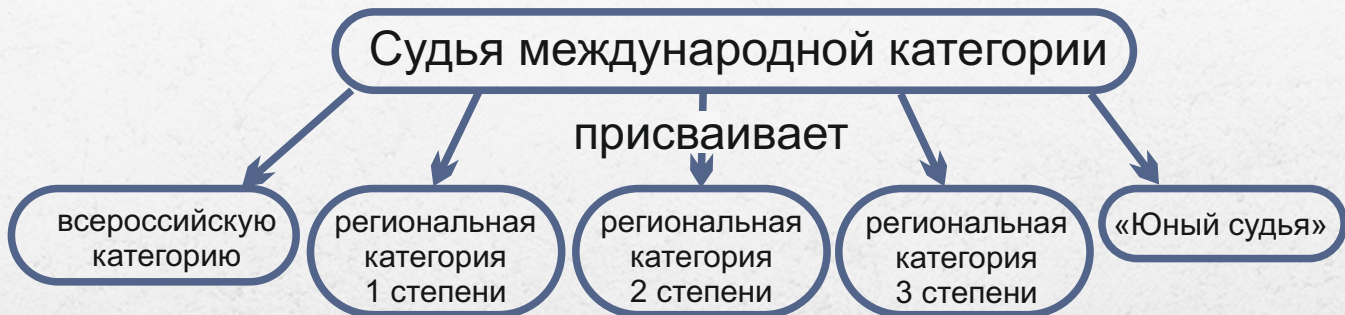 Судья международной категории
присваивает
всероссийскую
категорию
региональная
категория
1 степени
региональная
категория
2 степени
региональная
категория
3 степени
«Юный судья»